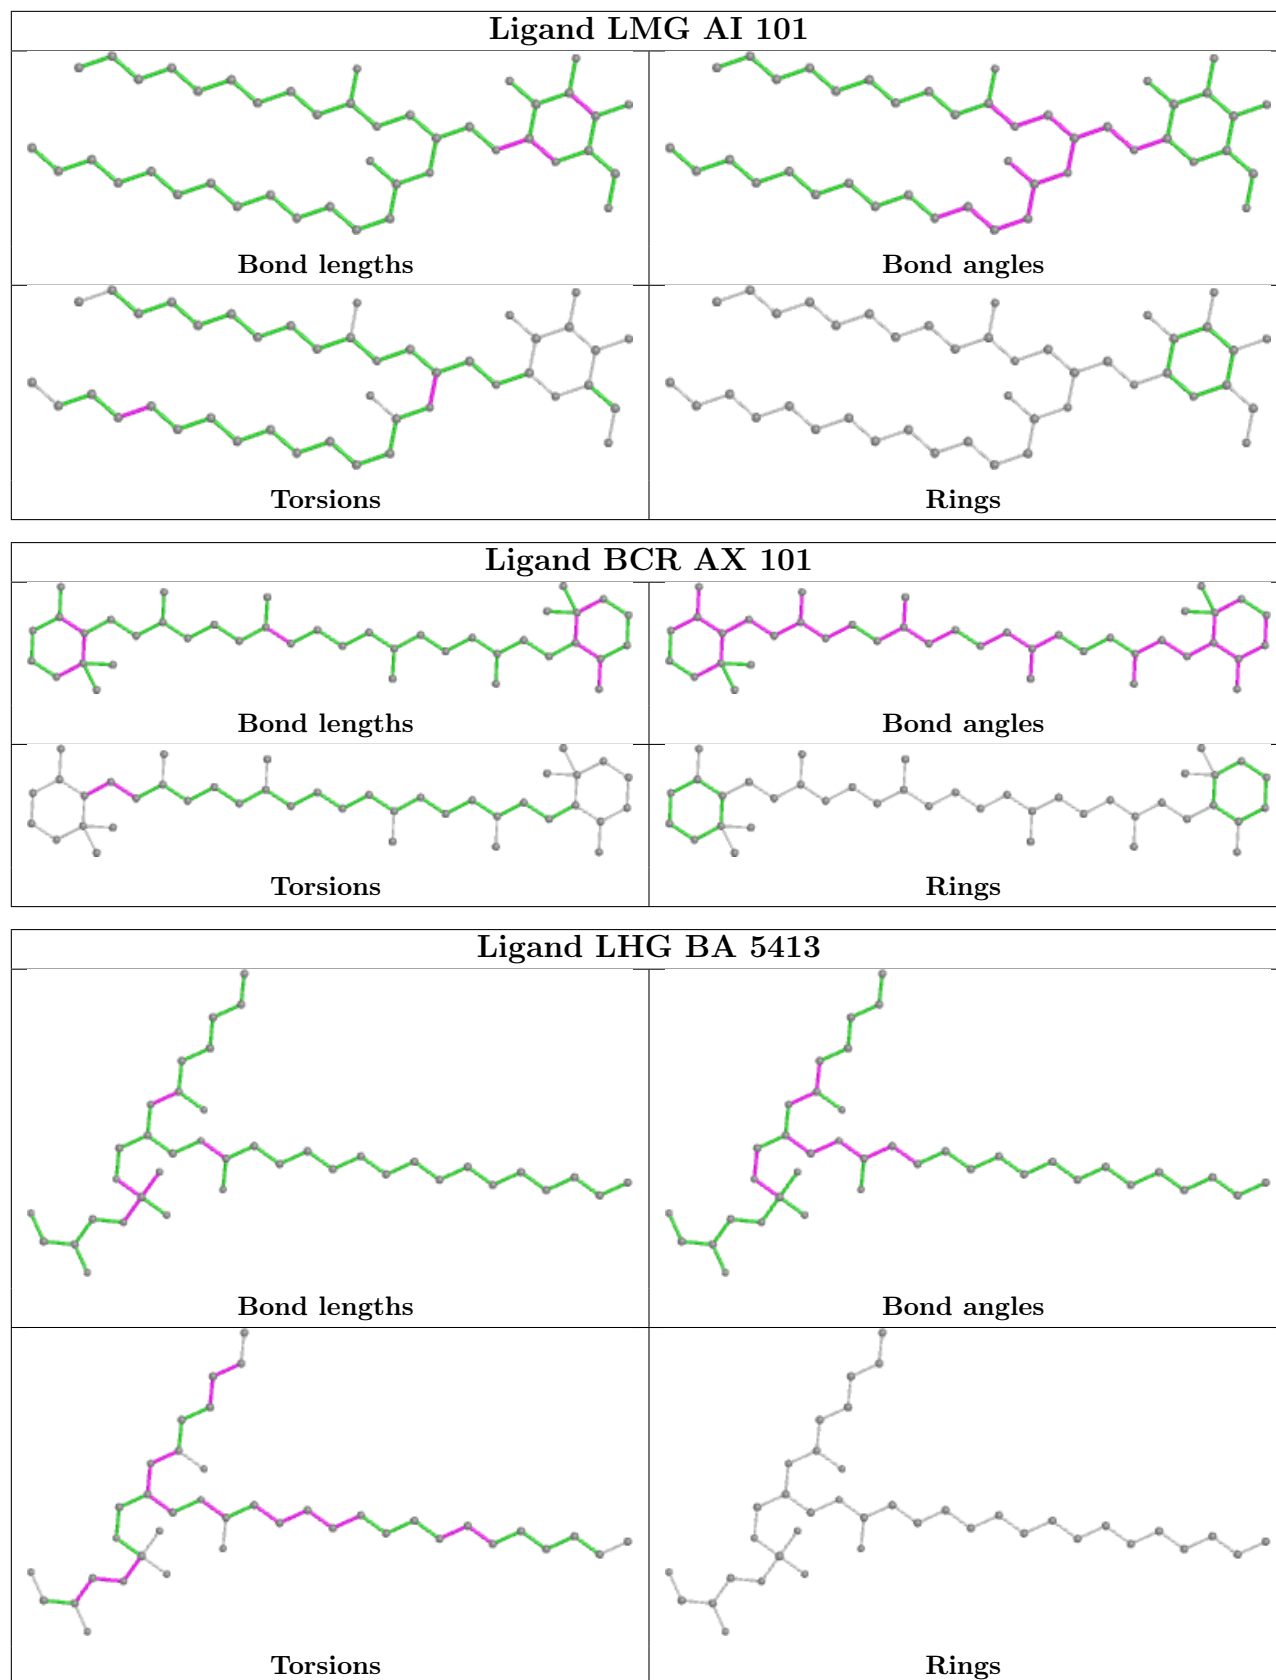 Ligand LMG AI 101
Bond lengths
Bond angles
Torsions
Rings
Ligand BCR AX 101
Bond lengths
Bond angles
Torsions
Rings
Ligand LHG BA 5413
Bond lengths
Bond angles
Torsions
Rings